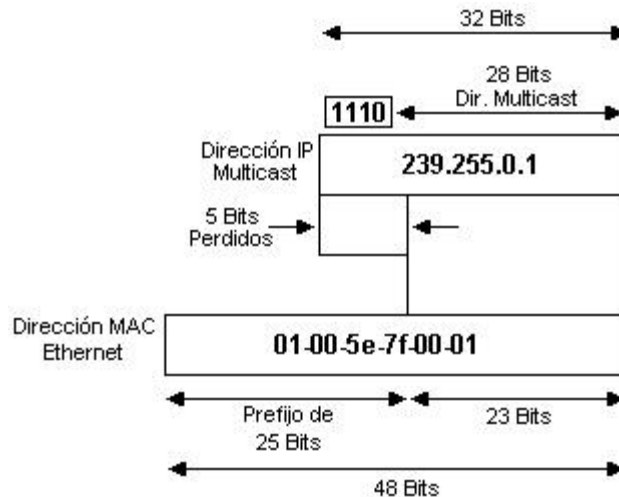 32 Bits
28 Bits
Dir. Multicast
1110
Dirección IP
Multicast
239.255.0.1
5 Bits
Perdidos
Dirección MAC
Ethernet
01-00-5e-7f-00-01
Prefijo de
25 Bits
23 Bits
48 Bits